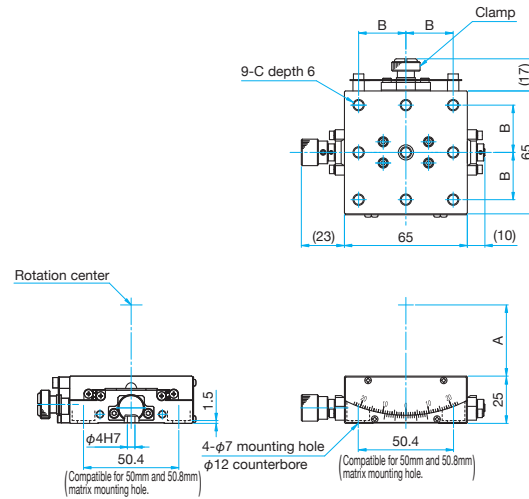 B
B
Clamp
9-C depth 6
(17)
B
B
65
(23)
65
(10)
Rotation center
A
1.5
25
φ4H7
50.4
(Compatible for 50mm and 50.8mm
matrix mounting hole.)
4-φ7 mounting hole
φ12 counterbore
50.4
(Compatible for 50mm and 50.8mm
matrix mounting hole.)